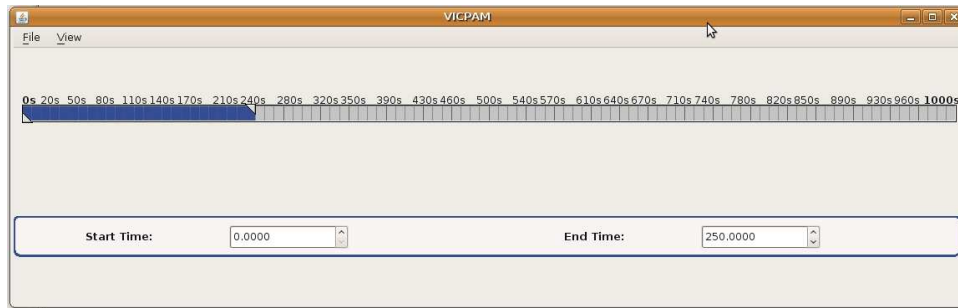 VICPAM
File View
0s 20s 50s 80s 110s 140s 170s 210s 240s 280s 320s 350s 390s 430s 460s 500s 540s 570s 610s 640s 670s 710s 740s 780s 820s 850s 890s 930s 960s 1000s
Start Time: 0.0000 End Time: 250.0000